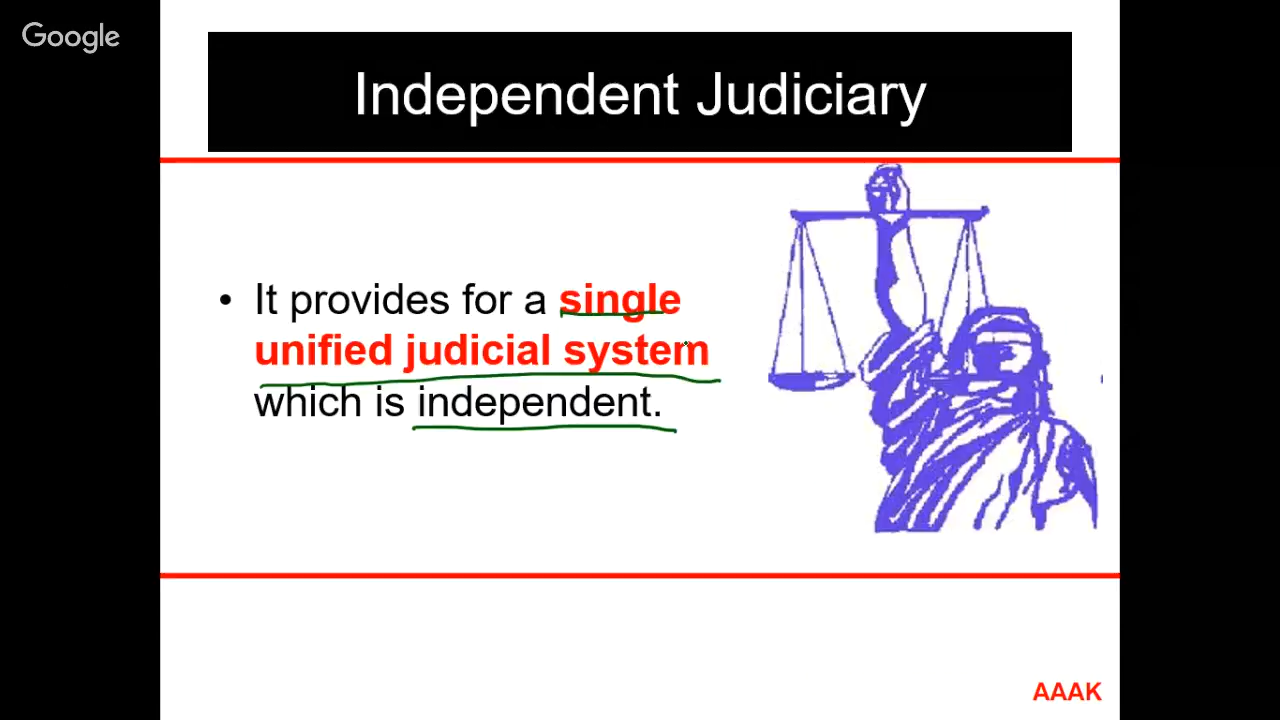 Google
Independent Judiciary
• It provides for a single
unified judicial system
which is independent.
AAAK